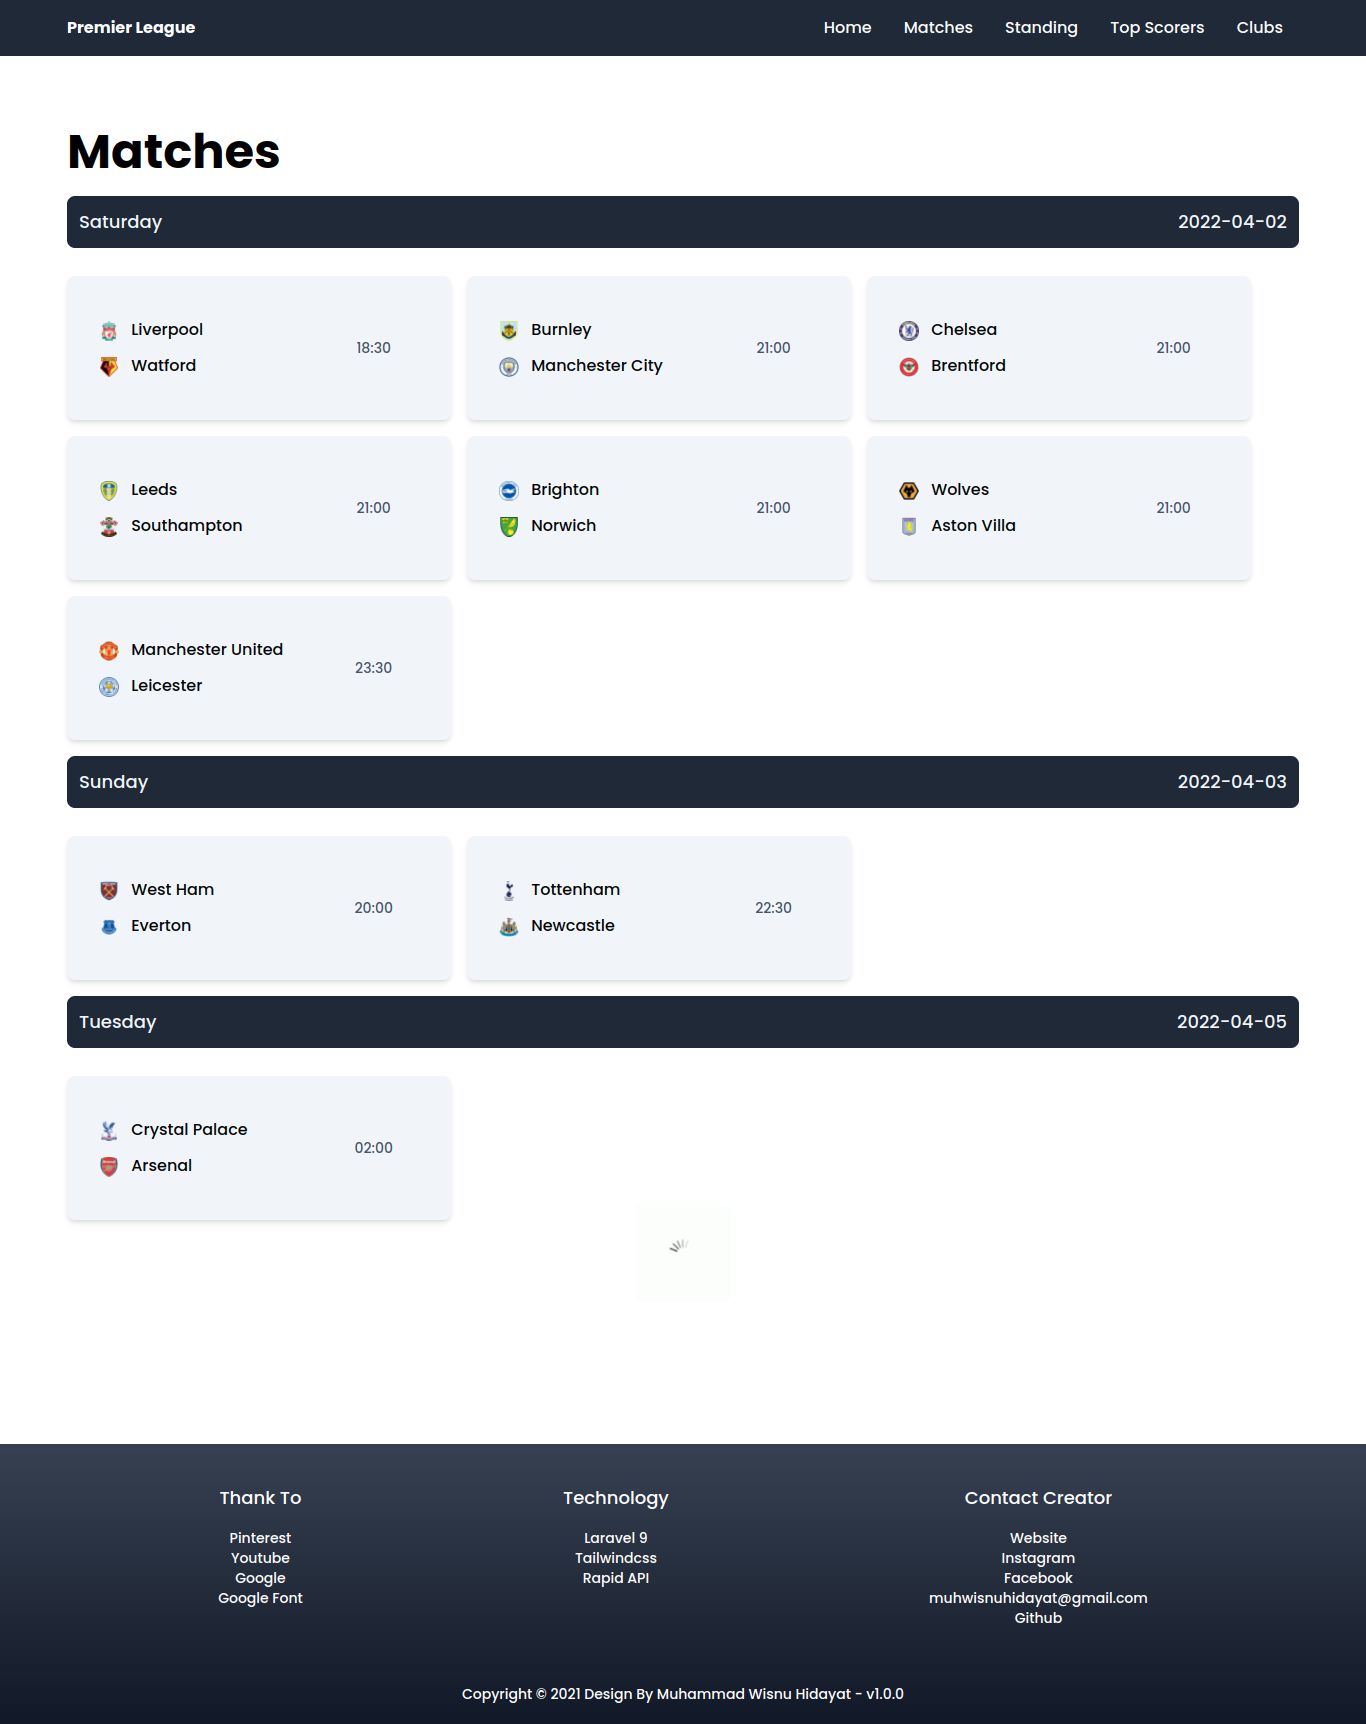 Premier League
Home Matches Standing Top Scorers Clubs
Matches
Saturday 2022-04-02
Liverpool
Watford
18:30
Burnley
Manchester City
21:00
Chelsea
Brentford
21:00
Leeds
Southampton
21:00
Brighton
Norwich
21:00
Wolves
Aston Villa
21:00
Manchester United
Leicester
23:30
Sunday 2022-04-03
West Ham
Everton
20:00
Tottenham
Newcastle
22:30
Tuesday 2022-04-05
Crystal Palace
Arsenal
02:00
Thank To
Pinterest
Youtube
Google
Google Font
Technology
Laravel 9
Tailwindcss
Rapid API
Contact Creator
Website
Instagram
Facebook
muhwisnuhidayat@gmail.com
Github
Copyright © 2021 Design By Muhammad Wisnu Hidayat - v1.0.0